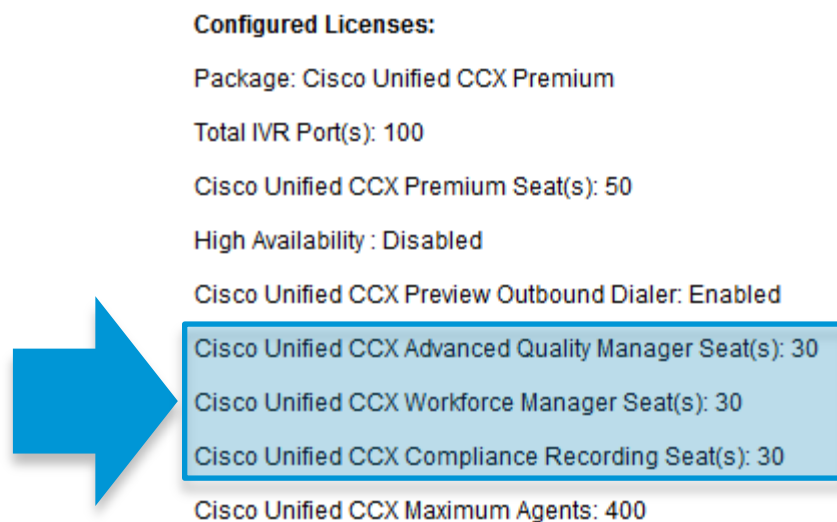 Configured Licenses:
Package: Cisco Unified CCX Premium
Total IVR Port(s): 100
Cisco Unified CCX Premium Seat(s): 50
High Availability : Disabled
Cisco Unified CCX Preview Outbound Dialer: Enabled
Cisco Unified CCX Advanced Quality Manager Seat(s): 30
Cisco Unified CCX Workforce Manager Seat(s): 30
Cisco Unified CCX Compliance Recording Seat(s): 30
Cisco Unified CCX Maximum Agents: 400